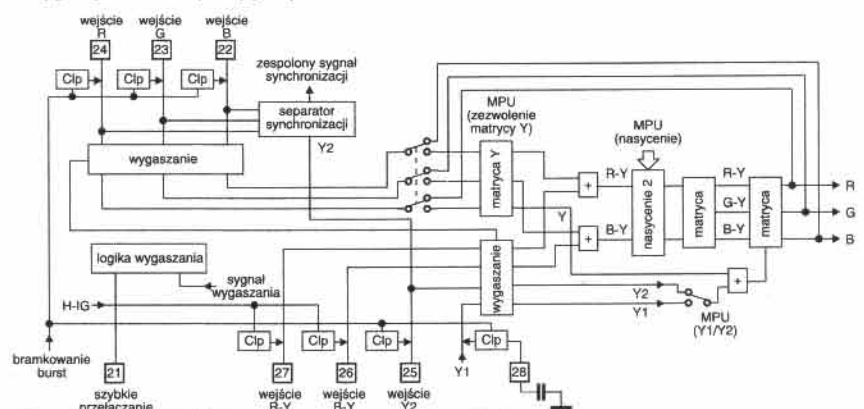 wejście R
wejście G
wejście B
24
23
22
Clp
Clp
Clp
zespolony sygnał
synchronizacji
separator
synchronizacji
Y2
wygaszanie
MPU
(zezwolenie
matrycy Y)
matryca Y
MPU
(nasycenie)
nasycenie 2
R-Y
B-Y
+
+
Y
matryca
R-Y
G-Y
B-Y
matryca
R
G
B
+
Y2
Y1
MPU
(Y1/Y2)
wygaszanie
logika wygaszania
sygnał
wygaszania
H-IG
bramkowanie
burst
Clp
Clp
Clp
Y1
Clp
21
27
26
25
28
szybkie
przełączanie
wejście
R-Y
wejście
B-Y
wejście
Y2